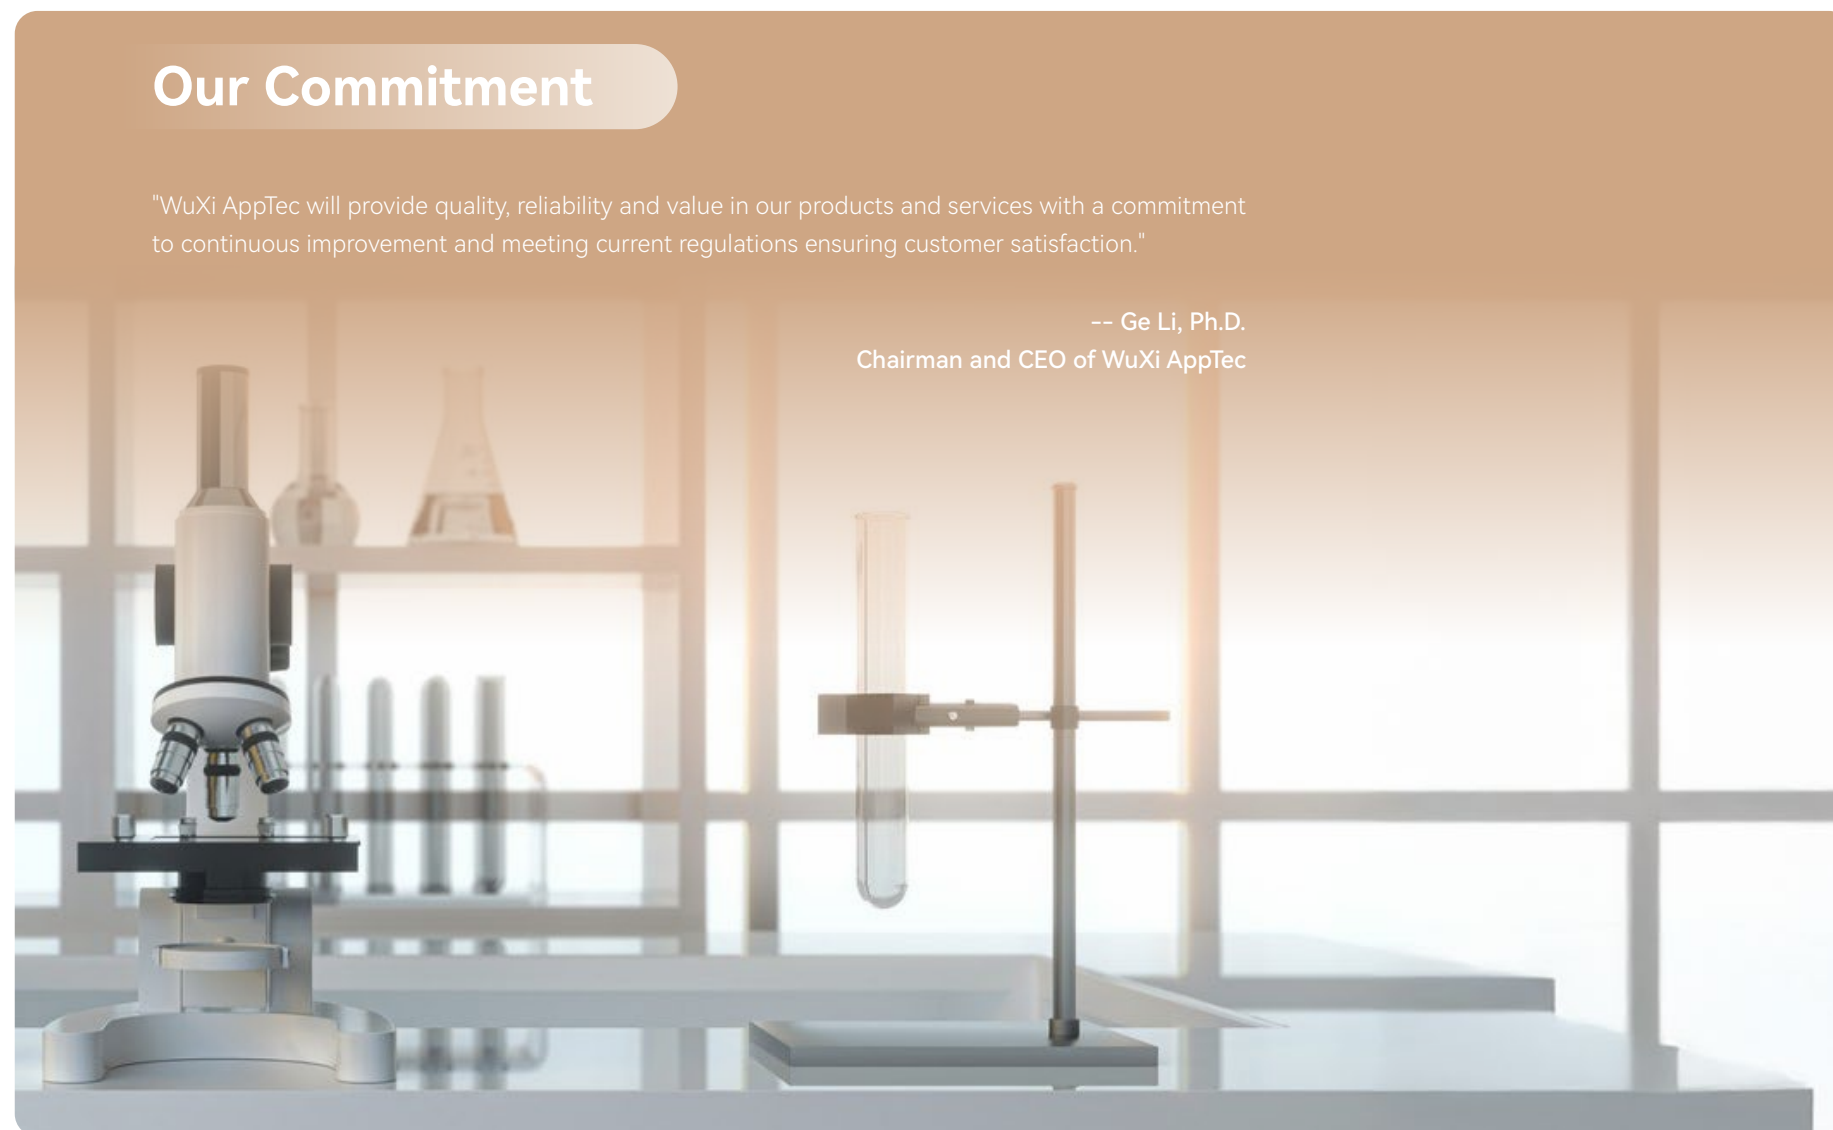 Our Commitment
"WuXi AppTec will provide quality, reliability and value in our products and services with a commitment
to continuous improvement and meeting current regulations ensuring customer satisfaction."
-- Ge Li, Ph.D.
Chairman and CEO of WuXi AppTec